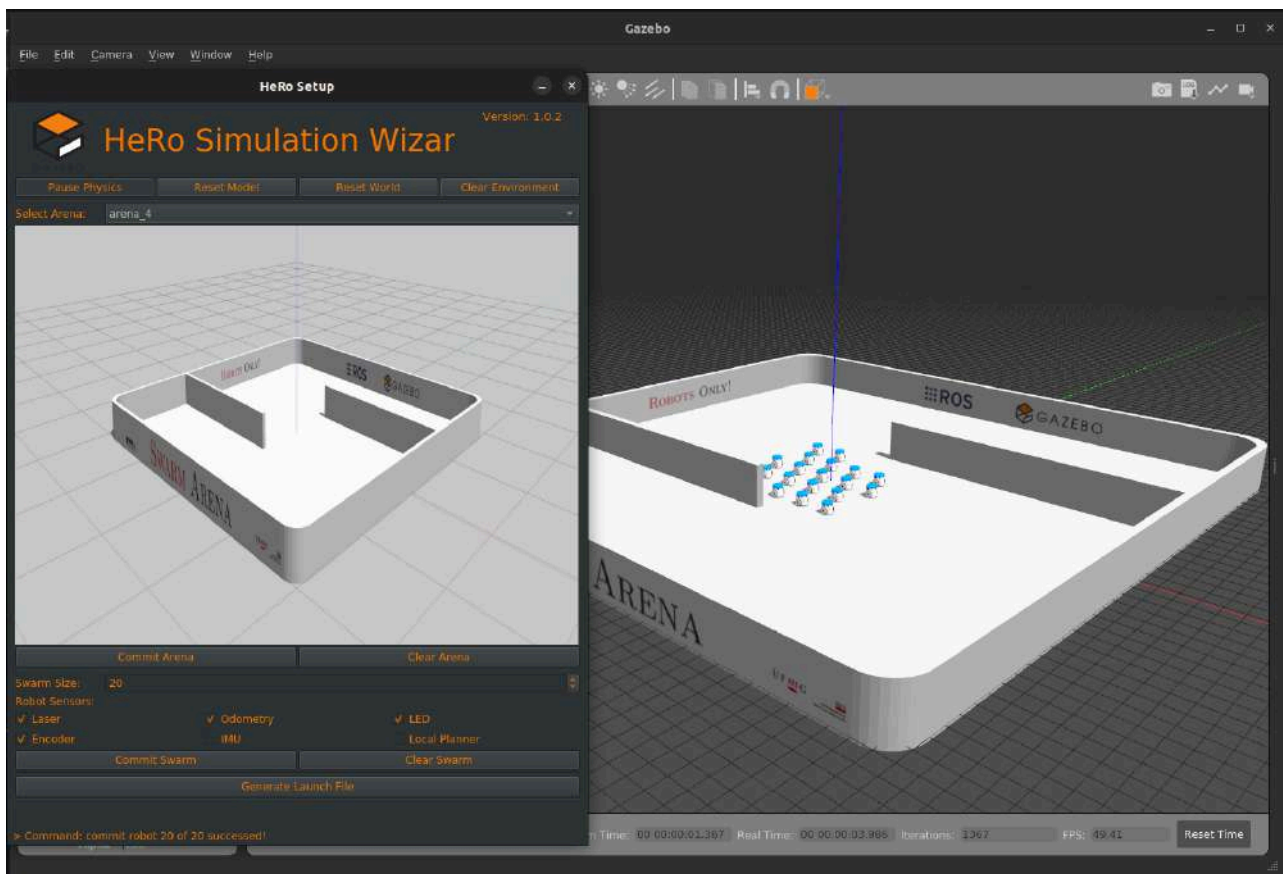 Gazebo
File Edit Camera View Window Help
HeRo Setup
Version: 1.0.2
HeRo Simulation Wizar
Pause Physics Reset Model Reset World Clear Environment
Select Arena: arena_4
ROBOTS ONLY!
ROS
GAZEBO
SWARM ARENA
ROBOTS ONLY!
ROS
GAZEBO
ARENA
UFMG
Commit Arena Clear Arena
Swarm Size: 20
Robot Sensors:
Laser Odometry LED
Encoder IMU Local Planner
Commit Swarm Clear Swarm
Generate Launch File
> Command: commit robot 20 of 20 successed!
Time: 00 00:00:01.367 Real Time: 00 00:00:03.986 Iterations: 1367 FPS: 49.41 Reset Time